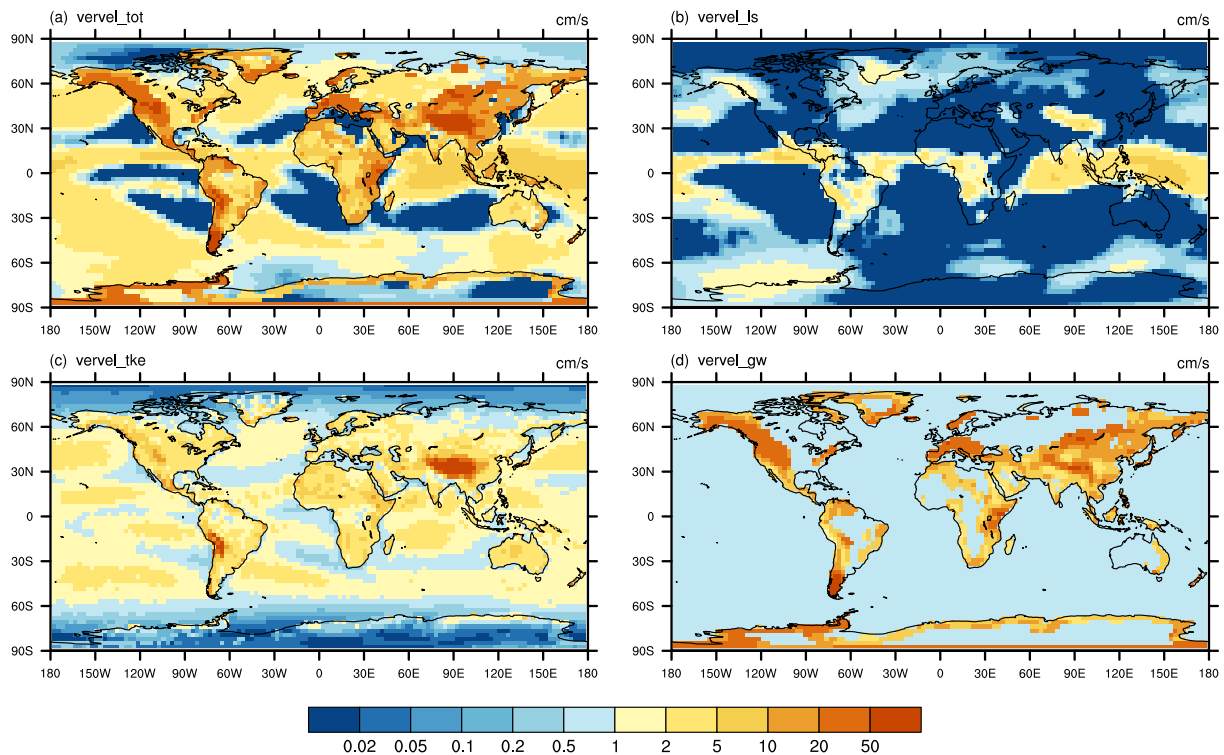 (a) vervel_tot cm/s
90N
60N
30N
0
30S
60S
90S
180 150W 120W 90W 60W 30W 0 30E 60E 90E 120E 150E 180
(b) vervel_ls cm/s
90N
60N
30N
0
30S
60S
90S
180 150W 120W 90W 60W 30W 0 30E 60E 90E 120E 150E 180
(c) vervel_tke cm/s
90N
60N
30N
0
30S
60S
90S
180 150W 120W 90W 60W 30W 0 30E 60E 90E 120E 150E 180
(d) vervel_gw cm/s
90N
60N
30N
0
30S
60S
90S
180 150W 120W 90W 60W 30W 0 30E 60E 90E 120E 150E 180
0.02 0.05 0.1 0.2 0.5 1 2 5 10 20 50